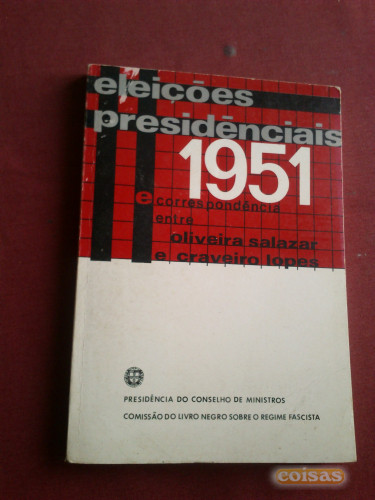 eleições
presidênciais
1951
e correspondência
entre
oliveira salazar
e craveiro lopes
PRESIDÊNCIA DO CONSELHO DE MINISTROS
COMISSÃO DO LIVRO NEGRO SOBRE O REGIME FASCISTA
coisas